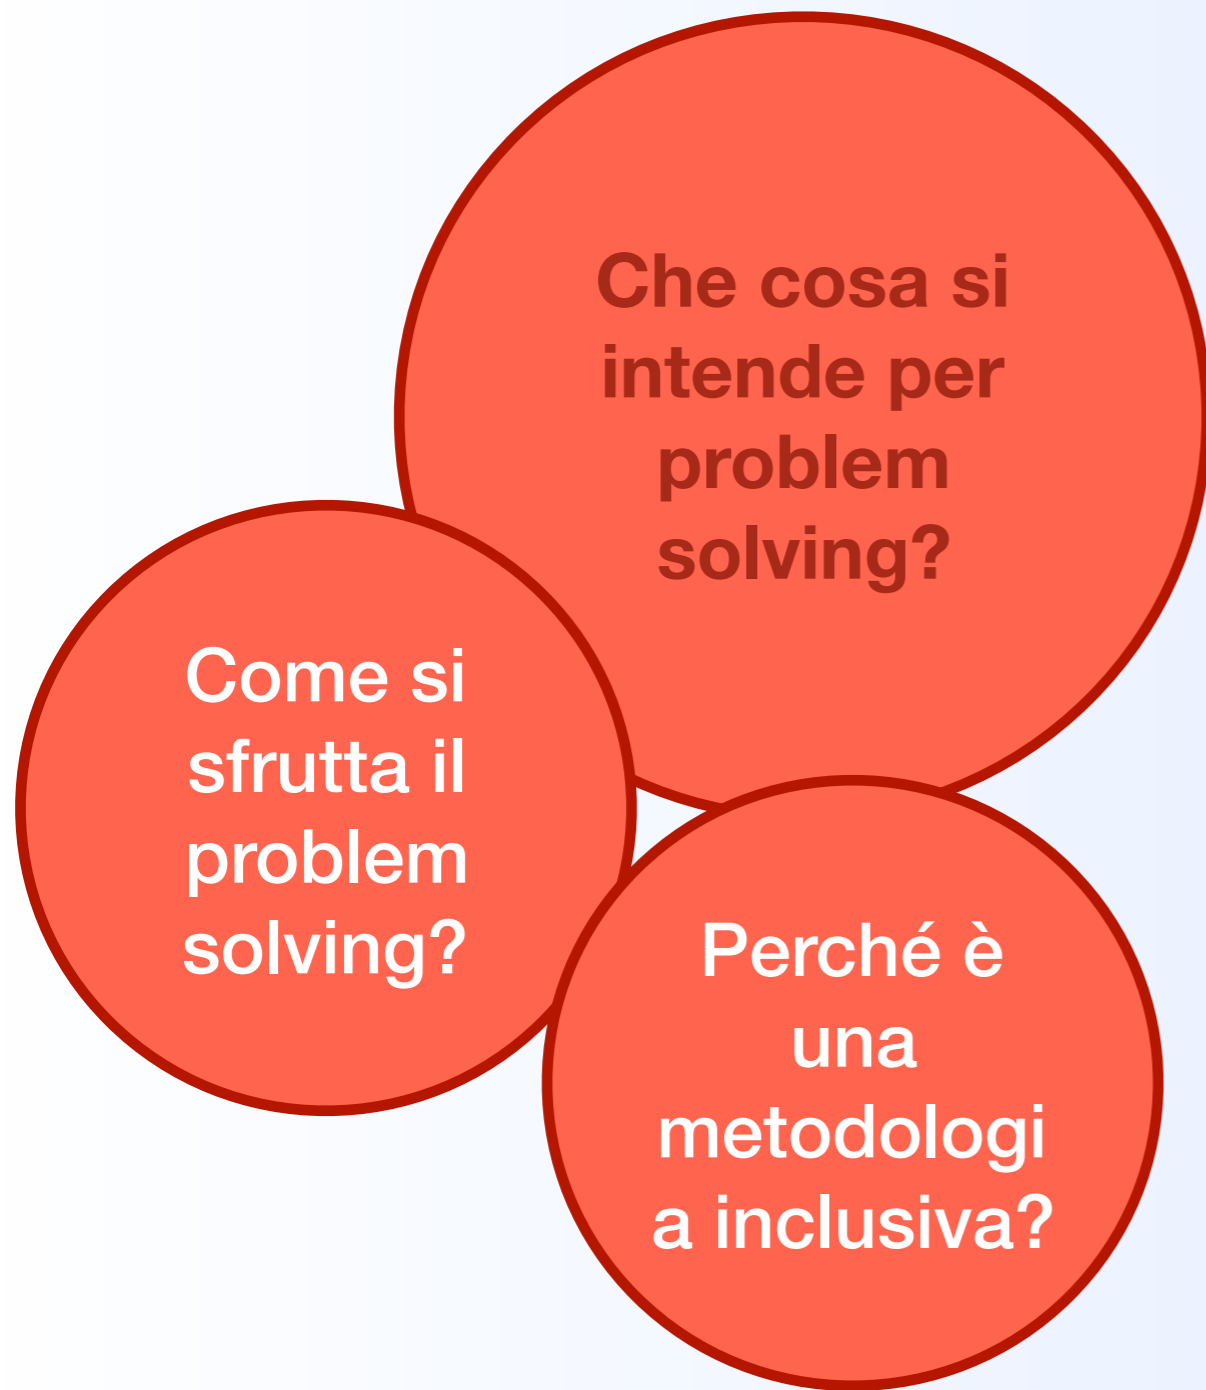 Che cosa si
intende per
problem
solving?
Come si
sfrutta il
problem
solving?
Perché è
una
metodologi
a inclusiva?